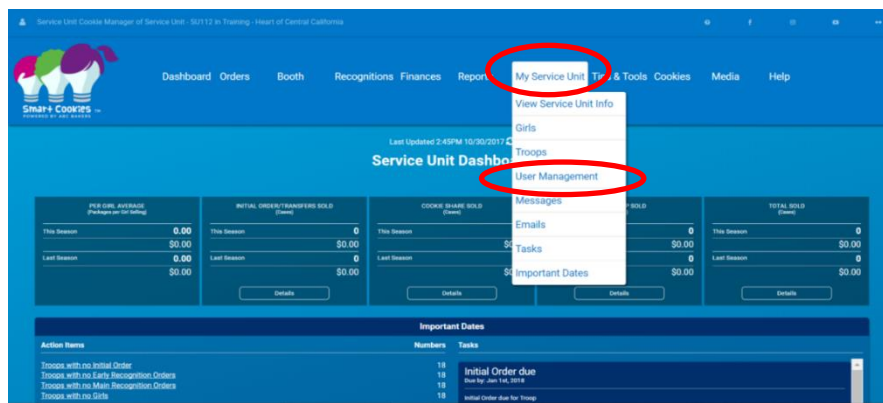 Service Unit Cookie Manager of Service Unit - SU112 in Training - Heart of Central California
Smart Cookies TM
POWERED BY ABC BAKERS
Dashboard Orders Booth Recognitions Finances Reports My Service Unit Tips & Tools Cookies Media Help
View Service Unit Info
Girls
Troops
User Management
Messages
Emails
Tasks
Important Dates
Last Updated 2:45PM 10/30/2017
Service Unit Dashbo
PER GIRL AVERAGE
(Packages per Girl Selling)
This Season 0.00
$0.00
Last Season 0.00
$0.00
INITIAL ORDER/TRANSFERS SOLD
(Cases)
This Season 0
$0.00
Last Season 0
$0.00
Details
COOKIE SHARE SOLD
(Cases)
This Season
Last Season
Details
SOLD
0
$0.00
0
$0.00
Details
TOTAL SOLD
(Cases)
This Season 0
$0.00
Last Season 0
$0.00
Details
Important Dates
Action Items Numbers
Troops with no Initial Order 18
Troops with no Early Recognition Orders 18
Troops with no Main Recognition Orders 18
Troops with no Girls 18
Tasks
Initial Order due
Due by: Jan 1st, 2018
Initial Order due for Troop